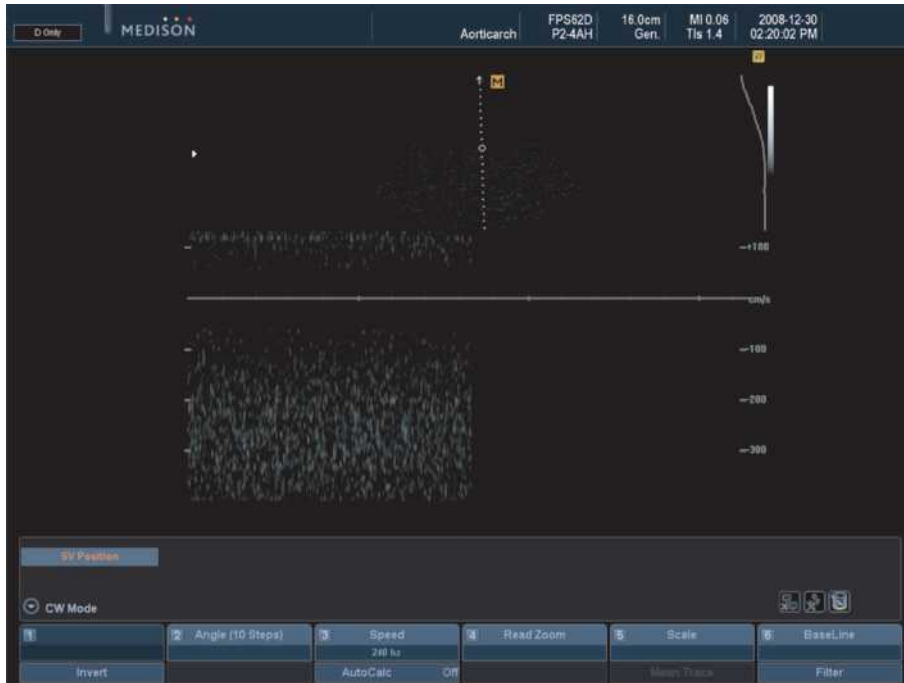 D Only
MEDISON
Aorticarch
FPS62D
P2-4AH
16.0cm
Gen.
MI 0.06
TIs 1.4
2008-12-30
02:20:02 PM
M
+100
cm/s
-100
-200
-300
SV Position
CW Mode
1
2 Angle (10 Steps)
3 Speed
240 hz
4 Read Zoom
5 Scale
6 BaseLine
Invert
AutoCalc Off
Mean Trace
Filter